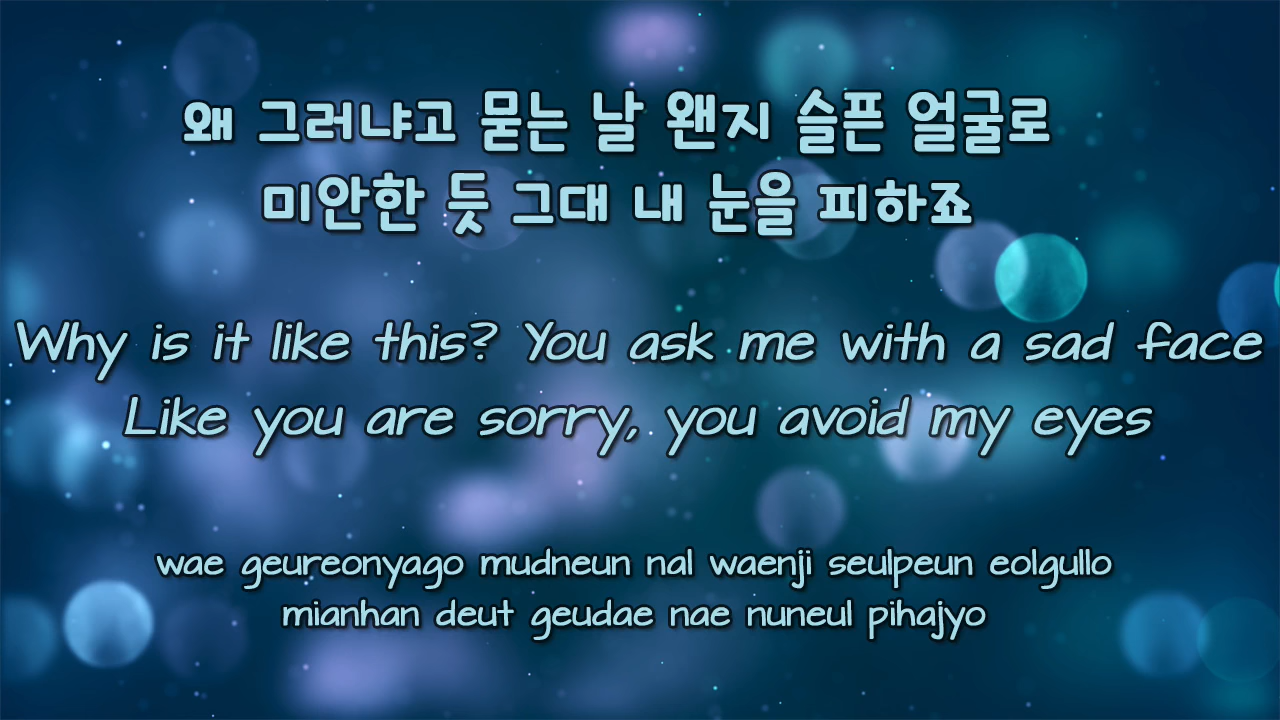 왜 그러냐고 묻는 날 왠지 슬픈 얼굴로
미안한 듯 그대 내 눈을 피하죠
Why is it like this? You ask me with a sad face
Like you are sorry, you avoid my eyes
wae geureonyago mudneun nal waenji seulpeun eolgullo
mianhan deut geudae nae nuneul pihajyo